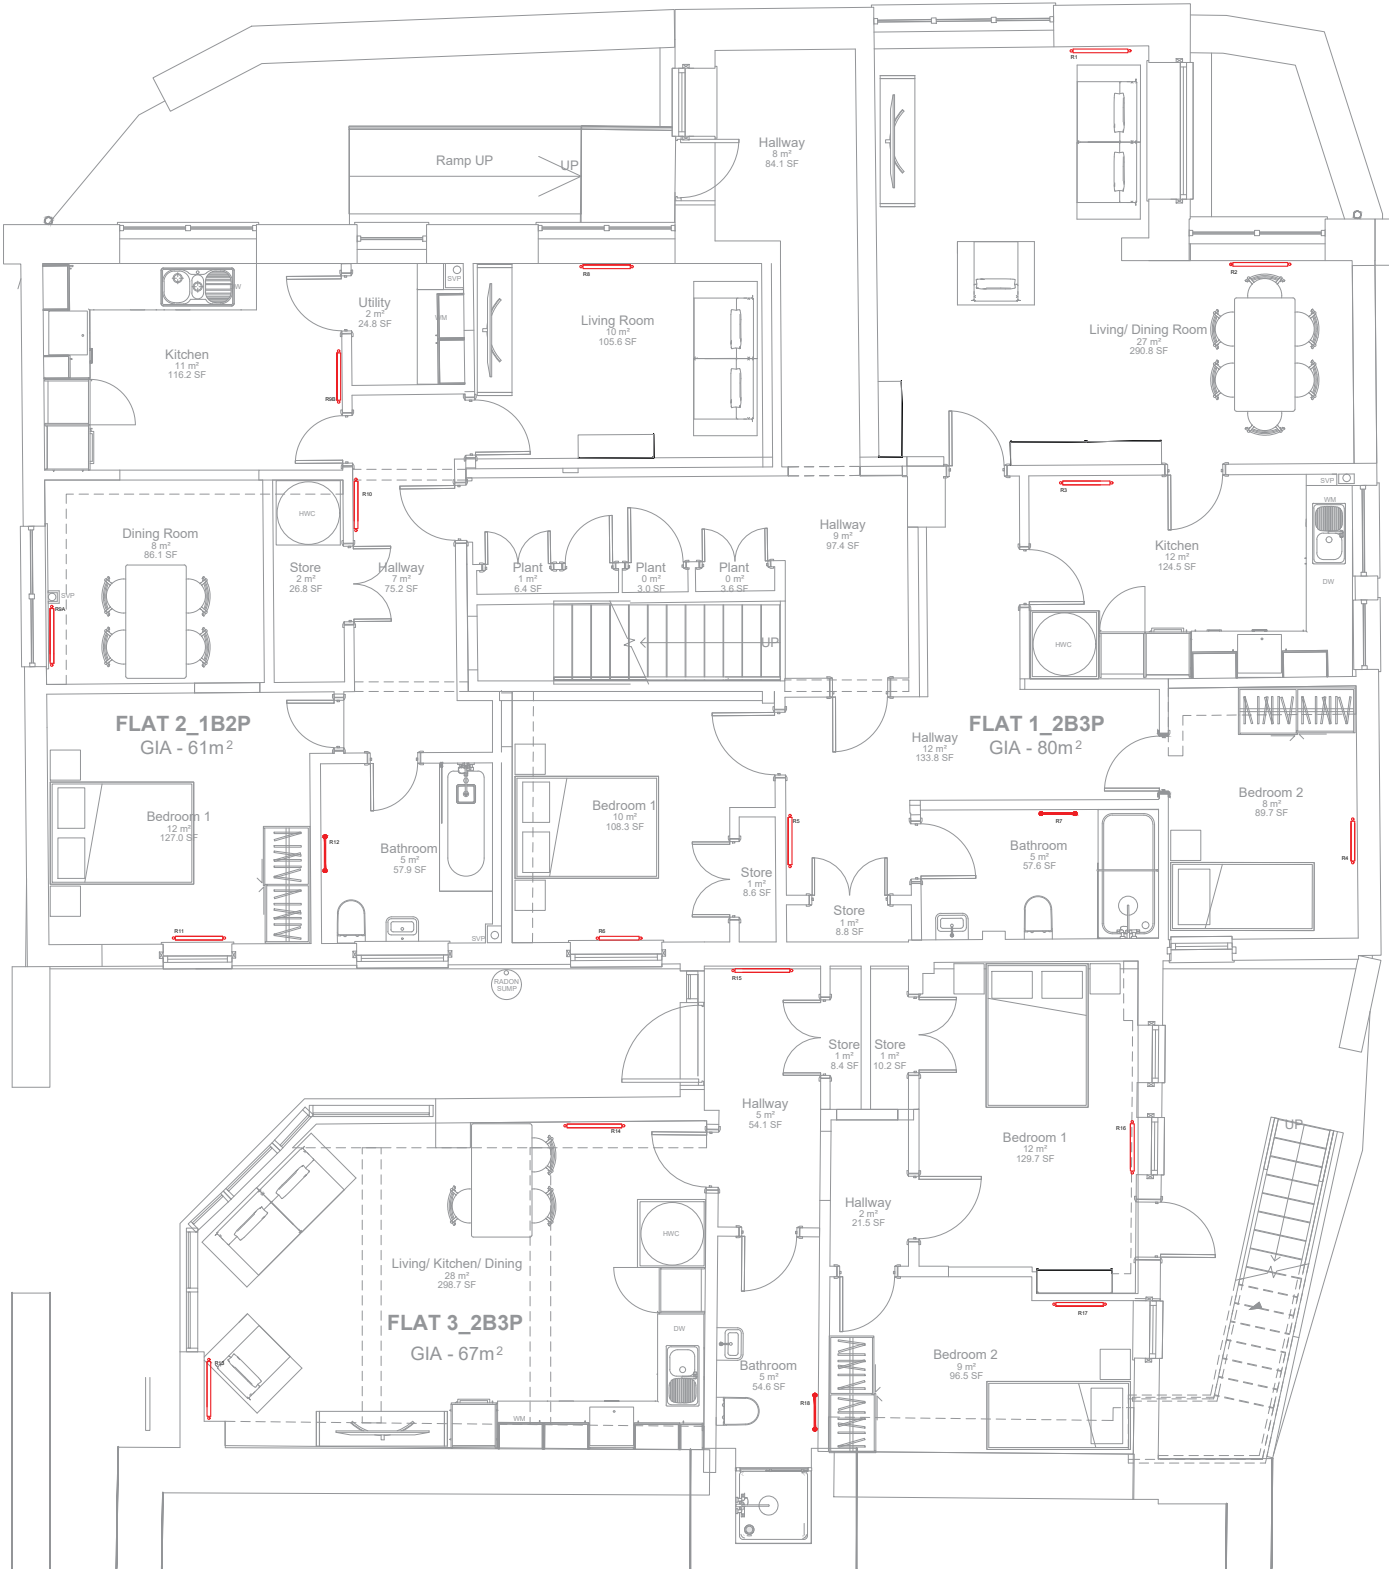 R1
Hallway
8 m²
84.1 SF
Ramp UP
UP
R2
SVP
R8
W
Utility
2 m²
24.8 SF
WM
Living Room
10 m²
105.6 SF
Living/ Dining Room
27 m²
290.8 SF
Kitchen
11 m²
116.2 SF
R9B
R10
R3
SVP
WM
HWC
Dining Room
8 m²
86.1 SF
Hallway
9 m²
97.4 SF
Kitchen
12 m²
124.5 SF
Store
2 m²
26.8 SF
Hallway
7 m²
75.2 SF
Plant
1 m²
6.4 SF
Plant
0 m²
3.0 SF
Plant
0 m²
3.6 SF
DW
SVP
R9A
UP
HWC
FLAT 2_1B2P
GIA - 61m²
FLAT 1_2B3P
GIA - 80m²
Hallway
12 m²
133.8 SF
Bedroom 1
12 m²
127.0 SF
Bedroom 1
10 m²
108.3 SF
Bedroom 2
8 m²
89.7 SF
R5
R7
R12
Bathroom
5 m²
57.9 SF
Bathroom
5 m²
57.6 SF
R4
Store
1 m²
8.6 SF
Store
1 m²
8.8 SF
R11
SVP
R6
RADON
SUMP
R15
Store
1 m²
8.4 SF
Store
1 m²
10.2 SF
Hallway
5 m²
54.1 SF
R14
R16
Bedroom 1
12 m²
129.7 SF
UP
Hallway
2 m²
21.5 SF
HWC
Living/ Kitchen/ Dining
28 m²
298.7 SF
FLAT 3_2B3P
GIA - 67m²
R17
DW
R13
Bathroom
5 m²
54.6 SF
Bedroom 2
9 m²
96.5 SF
R18
WM